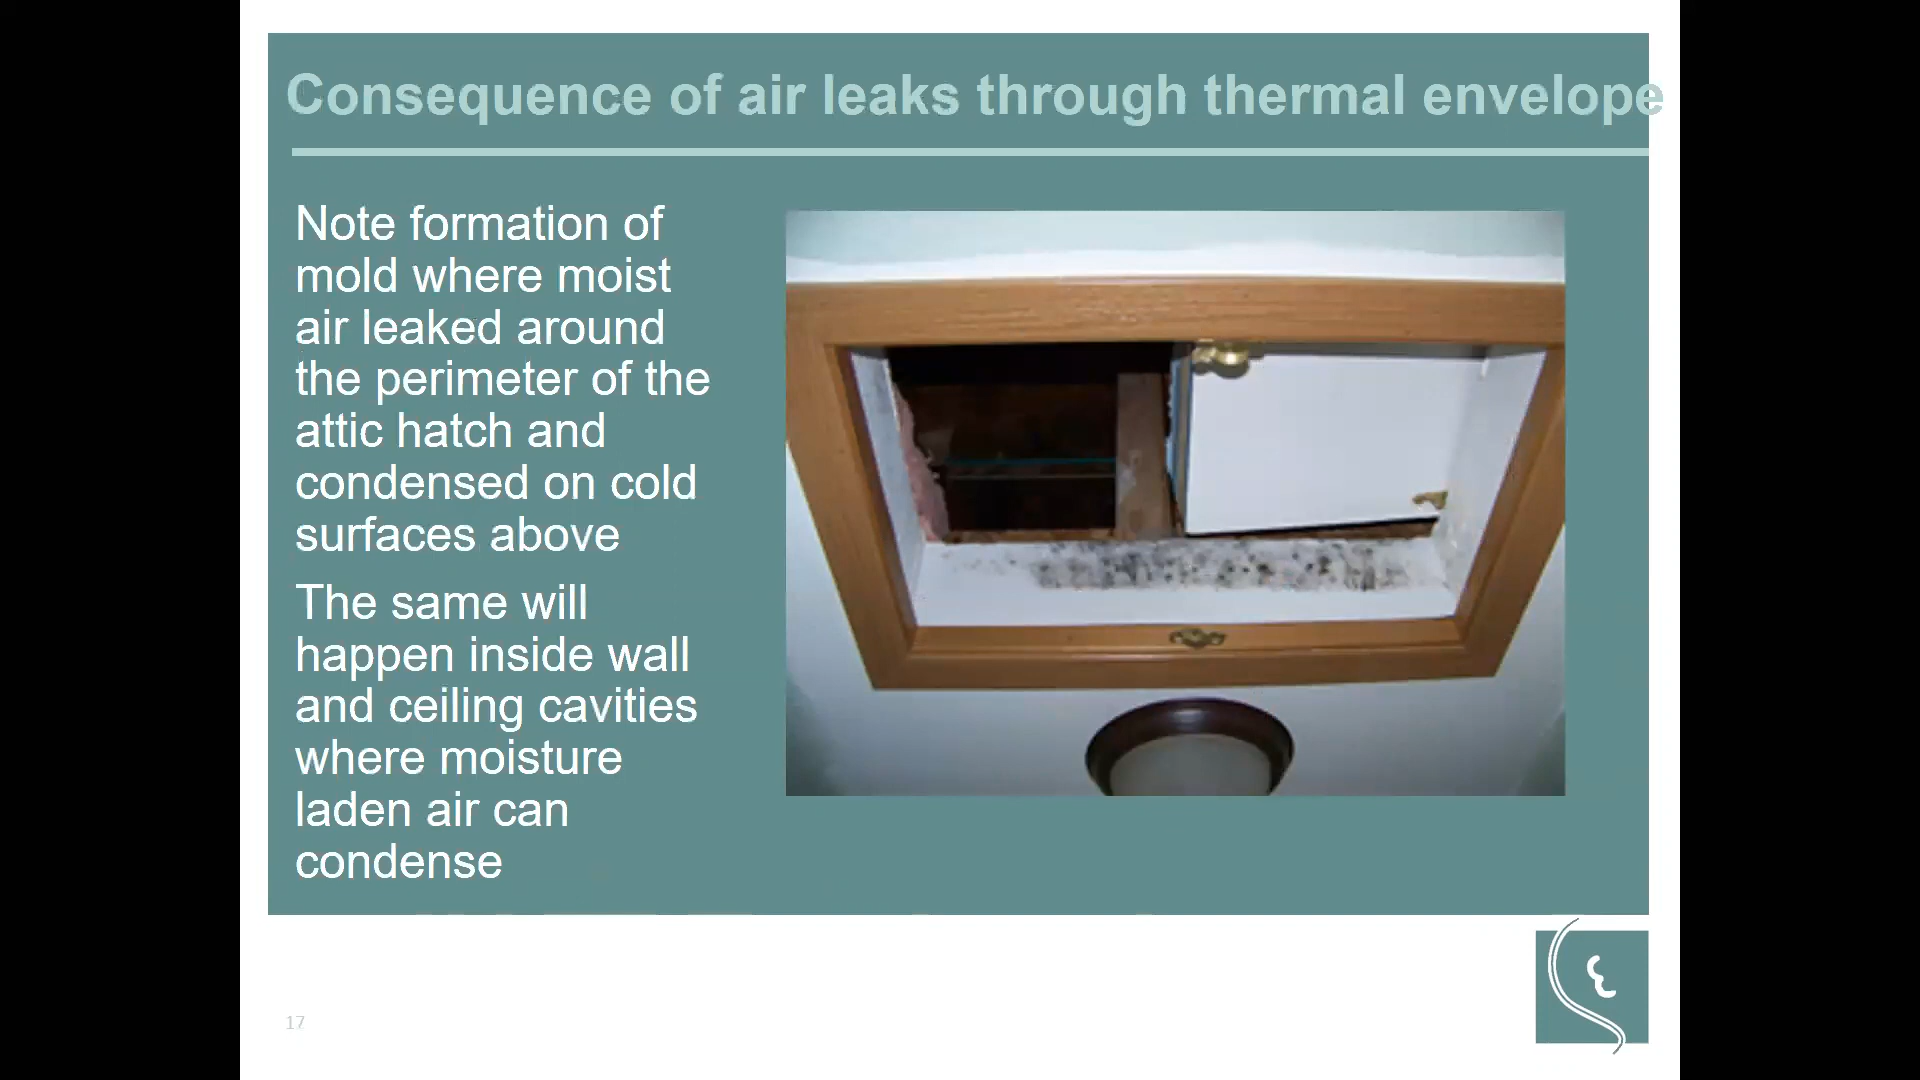 Consequence of air leaks through thermal envelope
Note formation of
mold where moist
air leaked around
the perimeter of the
attic hatch and
condensed on cold
surfaces above
The same will
happen inside wall
and ceiling cavities
where moisture
laden air can
condense
17